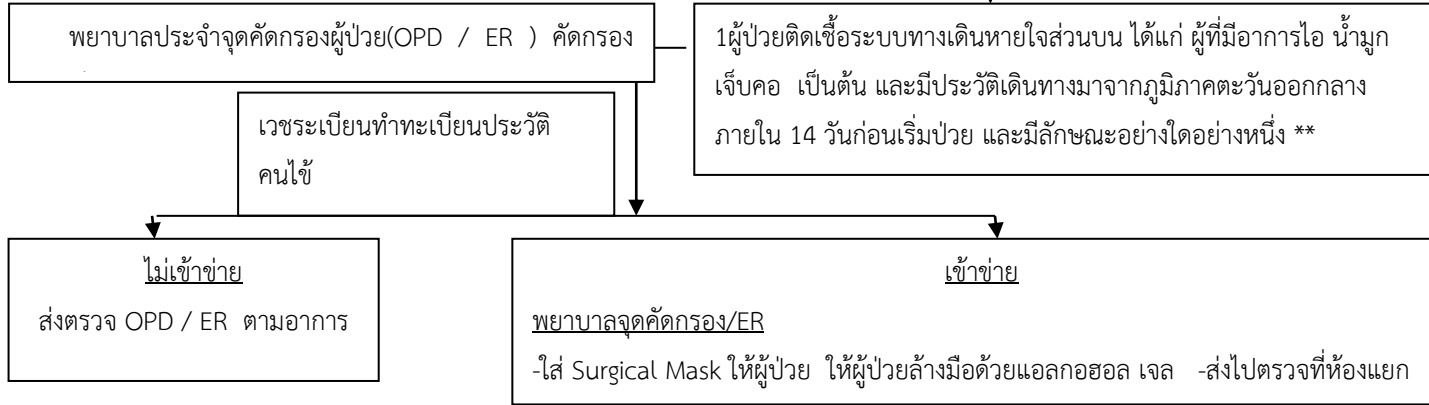 พยาบาลประจำจุดคัดกรองผู้ป่วย(OPD / ER ) คัดกรอง
1ผู้ป่วยติดเชื้อระบบทางเดินหายใจส่วนบน ได้แก่ ผู้ที่มีอาการไอ น้ำมูก
เจ็บคอ เป็นต้น และมีประวัติเดินทางมาจากภูมิภาคตะวันออกกลาง
ภายใน 14 วันก่อนเริ่มป่วย และมีลักษณะอย่างใดอย่างหนึ่ง **
เวชระเบียนทำทะเบียนประวัติ
คนไข้
ไม่เข้าข่าย
ส่งตรวจ OPD / ER ตามอาการ
เข้าข่าย
พยาบาลจุดคัดกรอง/ER
-ใส่ Surgical Mask ให้ผู้ป่วย ให้ผู้ป่วยล้างมือด้วยแอลกอฮอล เจล -ส่งไปตรวจที่ห้องแยก